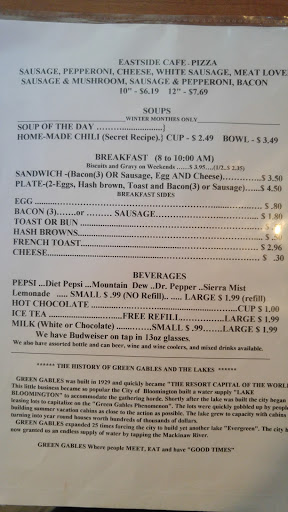 EASTSIDE CAFE - PIZZA
SAUSAGE, PEPPERONI, CHEESE, WHITE SAUSAGE, MEAT LOVE
SAUSAGE & MUSHROOM, SAUSAGE & PEPPERONI, BACON
10" - $6.19 12" - $7.69
SOUPS
WINTER MONTHS ONLY
SOUP OF THE DAY ........................}
HOME-MADE CHILI (Secret Recipe).} CUP - $ 2.49 BOWL - $ 3.49
BREAKFAST (8 to 10:00 AM)
Biscuits and Gravy on Weekends ......$ 3.95....(1/2, $ 2.35)
SANDWICH -(Bacon(3) OR Sausage, Egg AND Cheese)...........$ 3.50
PLATE-(2-Eggs, Hash brown, Toast and Bacon(3) or Sausage).....$ 4.50
BREAKFAST SIDES
EGG ...........................................................$ .80
BACON (3).......or ......... SAUSAGE..........................$ 1.80
TOAST OR BUN ..................................................$
HASH BROWNS...................................................$
FRENCH TOAST..................................................$ 2.96
CHEESE.........................................................$ .30
BEVERAGES
PEPSI ...Diet Pepsi ...Mountain Dew ..Dr. Pepper ..Sierra Mist
Lemonade ..... SMALL $ .99 (NO Refill).. ..... LARGE $ 1.99 (refill)
HOT CHOCOLATE ............................................CUP $ 1.00
ICE TEA .....................FREE REFILL...................LARGE $ 1.99
MILK (White or Chocolate) ..............SMALL $ .99.......LARGE $ 1.99
We have Budweiser on tap in 13oz glasses.
We also have assorted bottle and can beer, wine and wine coolers, and mixed drinks available.
****** THE HISTORY OF GREEN GABLES AND THE LAKES ******
GREEN GABLES was built in 1929 and quickly became "THE RESORT CAPITAL OF THE WORL
This little business became so popular the City of Bloomington built a water supply "LAKE
BLOOMINGTON" to accommodate the gathering horde. Shortly after the lake was built the city began
leasing lots to capitalize on the "Green Gables Phenomenon". The lots were quickly gobbled up by people
building summer vacation cabins as close to the action as possible. The lake grew to capacity with cabins
turning into year round houses worth hundreds of thousands of dollars.
GREEN GABLES expanded 25 times forcing the city to build yet another lake "Evergreen". The city h
now granted us an endless supply of water by tapping the Mackinaw River.
GREEN GABLES Where people MEET, EAT and have "GOOD TIMES"